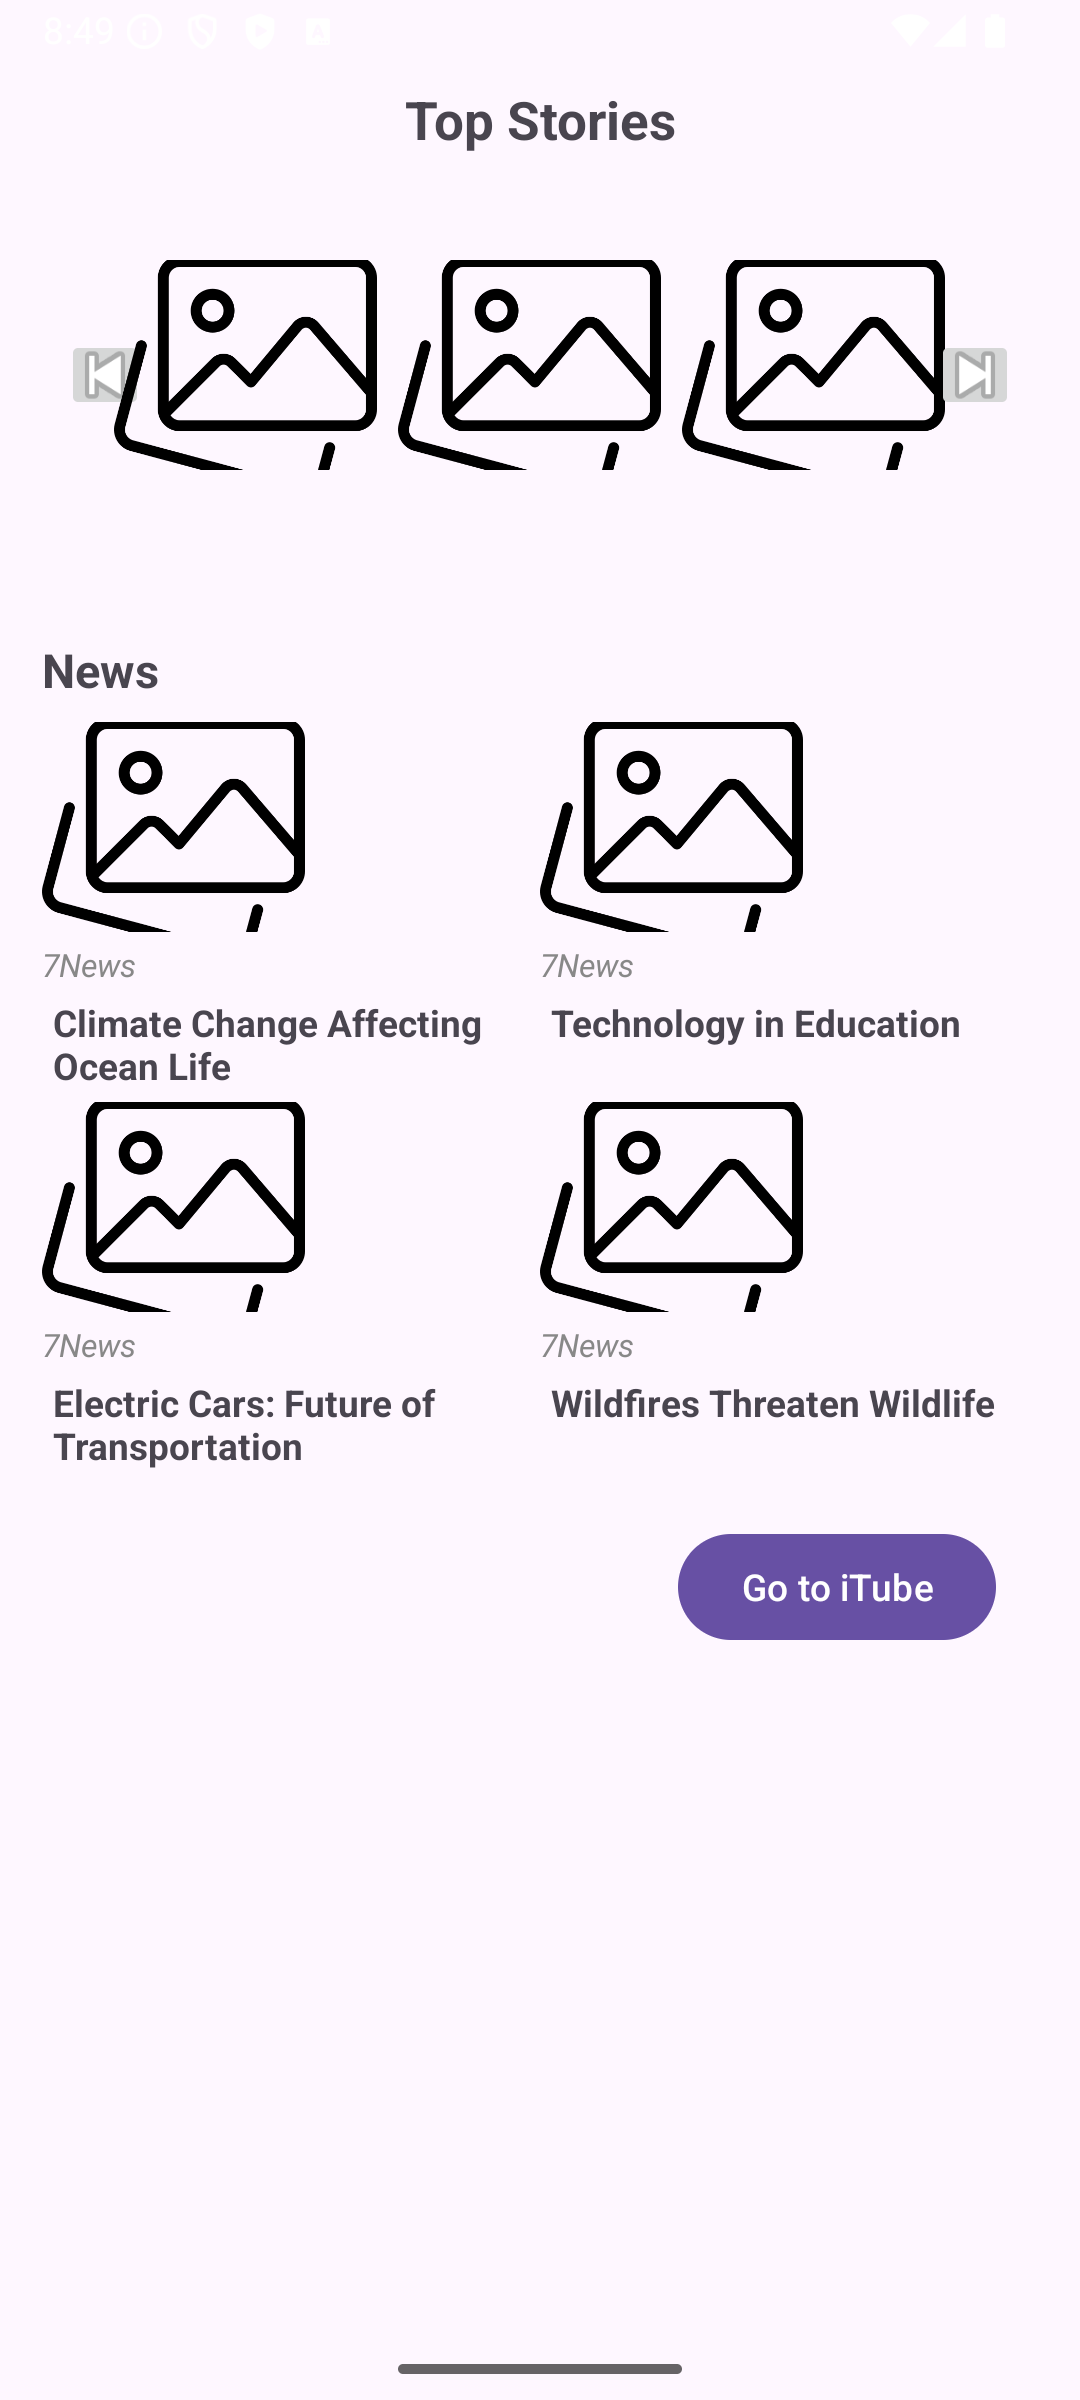 8:49
Top Stories
News
7News
7News
Climate Change Affecting
Ocean Life
Technology in Education
7News
7News
Electric Cars: Future of
Transportation
Wildfires Threaten Wildlife
Go to iTube